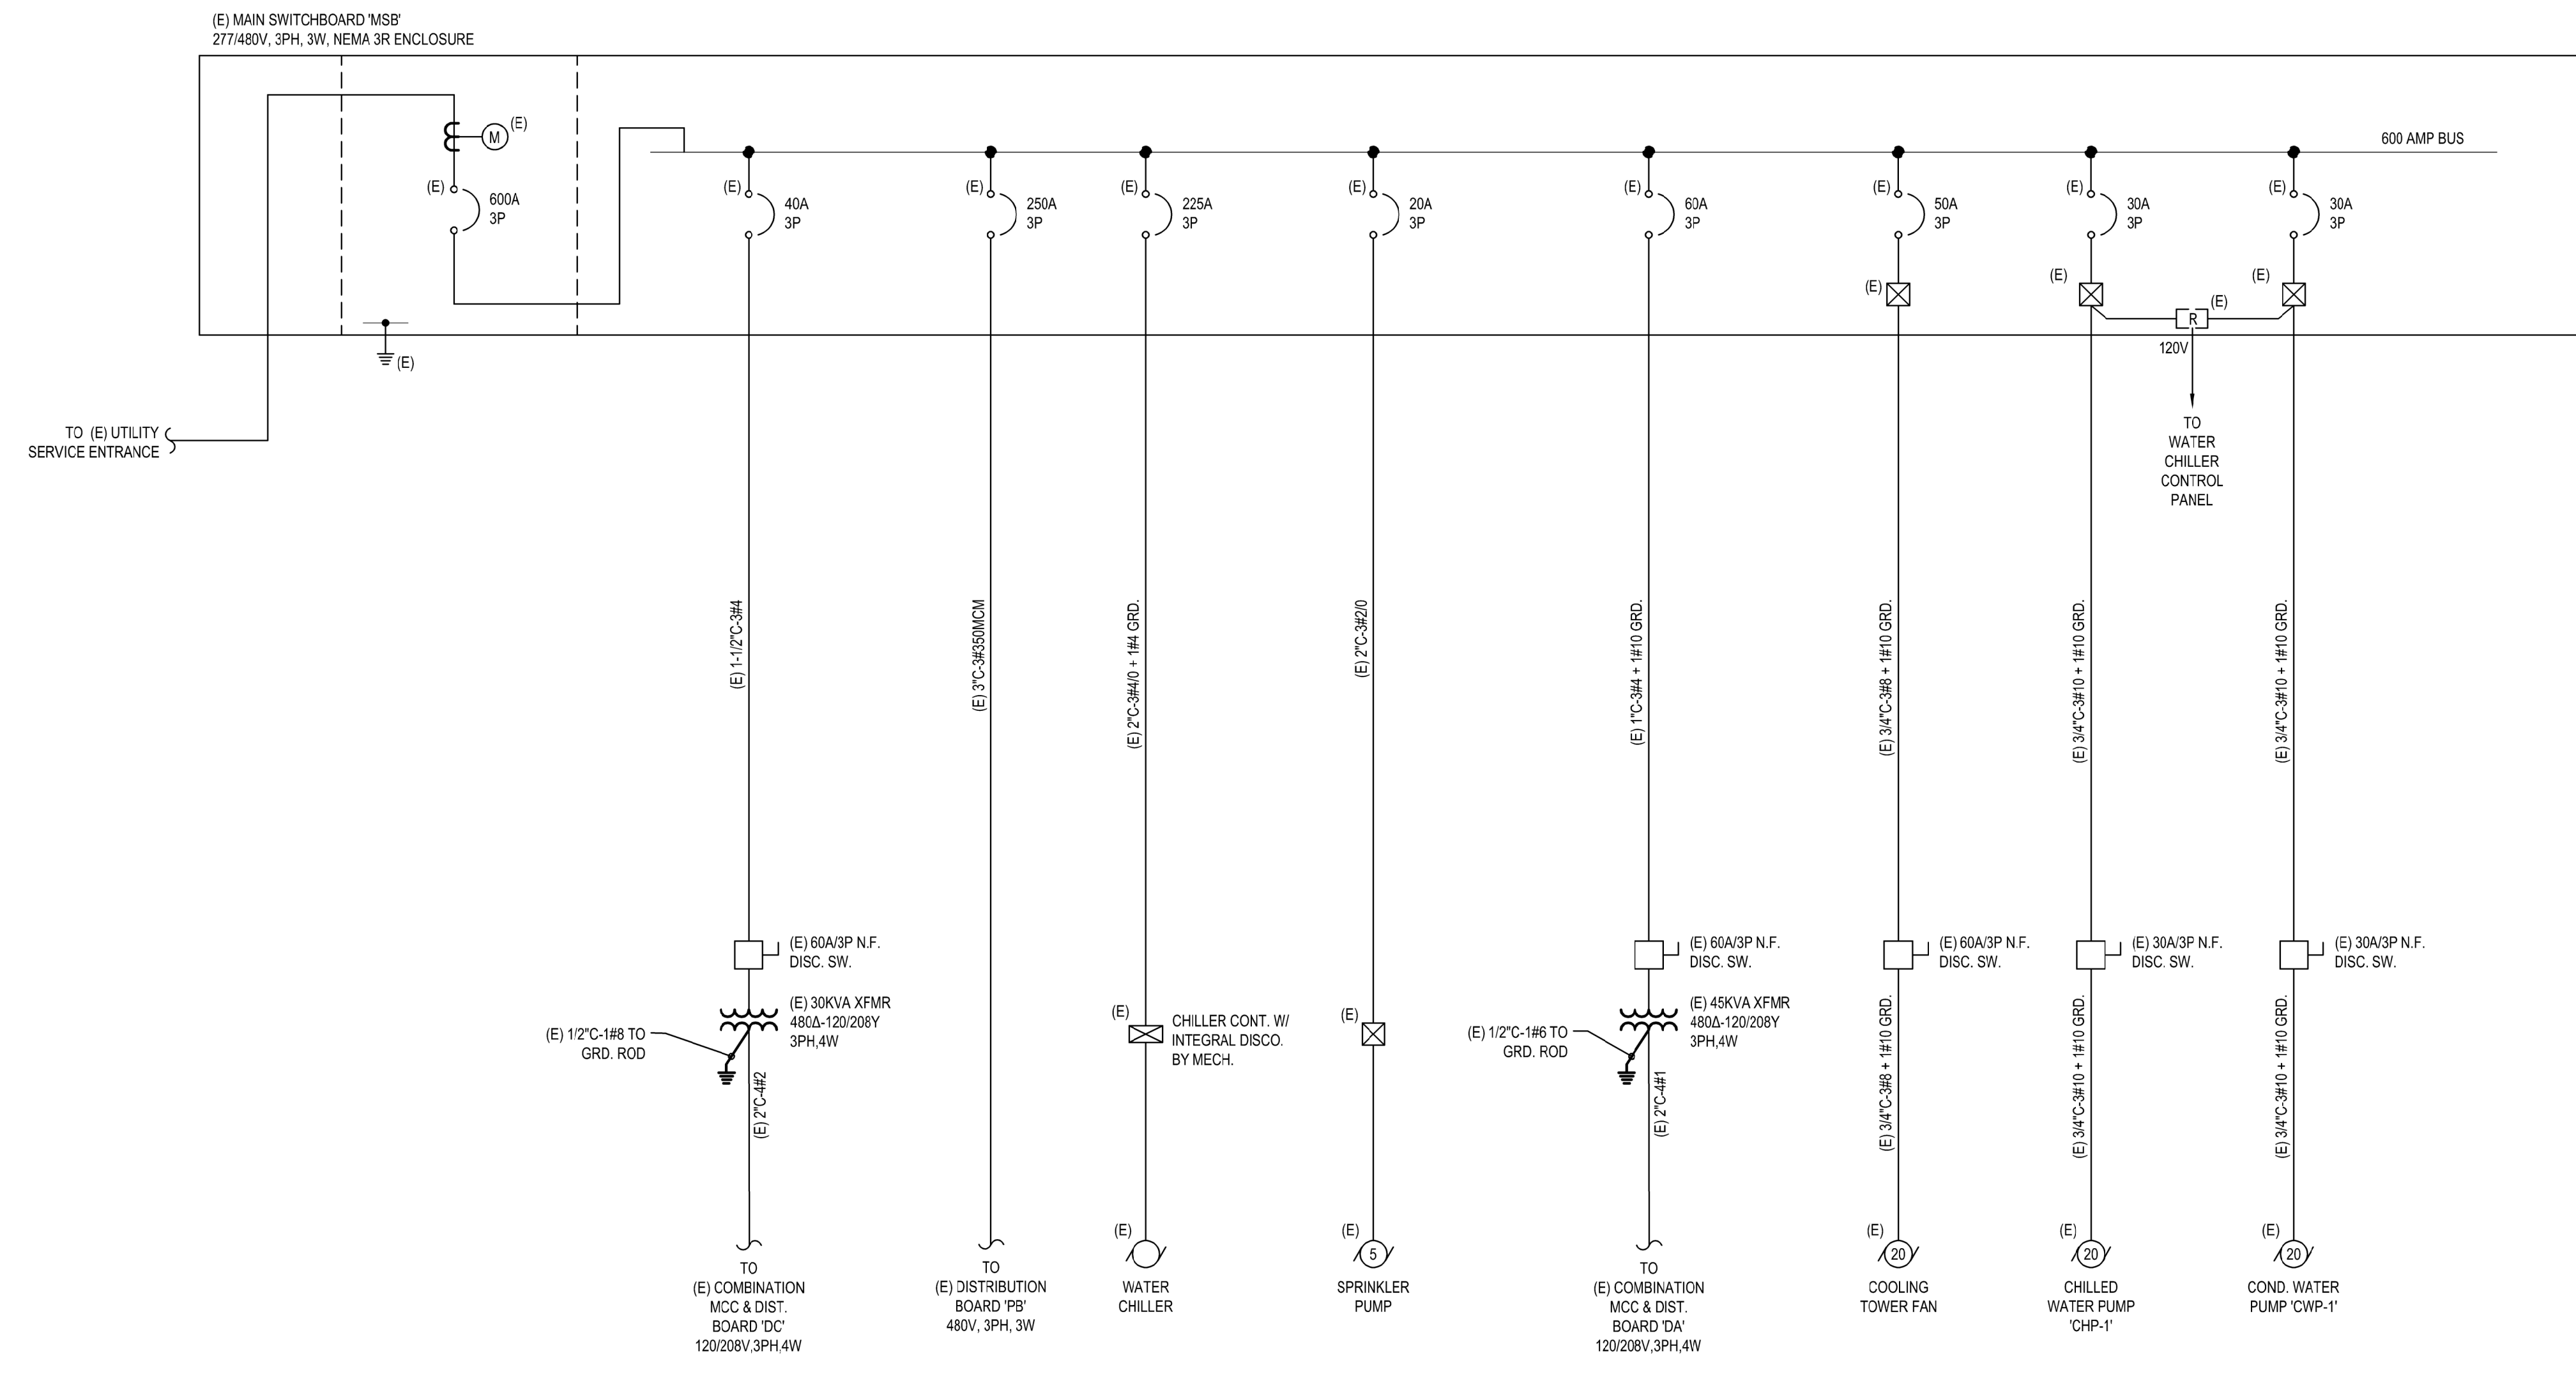 (E) MAIN SWITCHBOARD 'MSB'
277/480V, 3PH, 3W, NEMA 3R ENCLOSURE
M
(E)
(E)
600A
3P
(E)
TO (E) UTILITY
SERVICE ENTRANCE
600 AMP BUS
(E)
40A
3P
(E)
250A
3P
(E)
225A
3P
(E)
20A
3P
(E)
60A
3P
(E)
50A
3P
(E)
30A
3P
(E)
30A
3P
(E)
(E)
(E)
R
(E)
120V
TO
WATER
CHILLER
CONTROL
PANEL
(E) 1-1/2"C-3#4
(E) 3"C-3#350MCM
(E) 2"C-3#4/0 + 1#4 GRD.
(E) 2"C-3#2/0
(E) 1"C-3#4 + 1#10 GRD.
(E) 3/4"C-3#8 + 1#10 GRD.
(E) 3/4"C-3#10 + 1#10 GRD.
(E) 3/4"C-3#10 + 1#10 GRD.
(E) 60A/3P N.F.
DISC. SW.
(E) 30KVA XFMR
480Δ-120/208Y
3PH,4W
(E) 1/2"C-1#8 TO
GRD. ROD
(E) 2"C-4#2
(E)
CHILLER CONT. W/
INTEGRAL DISCO.
BY MECH.
(E)
(E) 60A/3P N.F.
DISC. SW.
(E) 45KVA XFMR
480Δ-120/208Y
3PH,4W
(E) 1/2"C-1#6 TO
GRD. ROD
(E) 2"C-4#1
(E) 60A/3P N.F.
DISC. SW.
(E) 30A/3P N.F.
DISC. SW.
(E) 30A/3P N.F.
DISC. SW.
(E) 3/4"C-3#8 + 1#10 GRD.
(E) 3/4"C-3#10 + 1#10 GRD.
(E) 3/4"C-3#10 + 1#10 GRD.
TO
(E) COMBINATION
MCC & DIST.
BOARD 'DC'
120/208V,3PH,4W
TO
(E) DISTRIBUTION
BOARD 'PB'
480V, 3PH, 3W
(E)
WATER
CHILLER
(E)
5
SPRINKLER
PUMP
TO
(E) COMBINATION
MCC & DIST.
BOARD 'DA'
120/208V,3PH,4W
(E)
20
COOLING
TOWER FAN
(E)
20
CHILLED
WATER PUMP
'CHP-1'
(E)
20
COND. WATER
PUMP 'CWP-1'